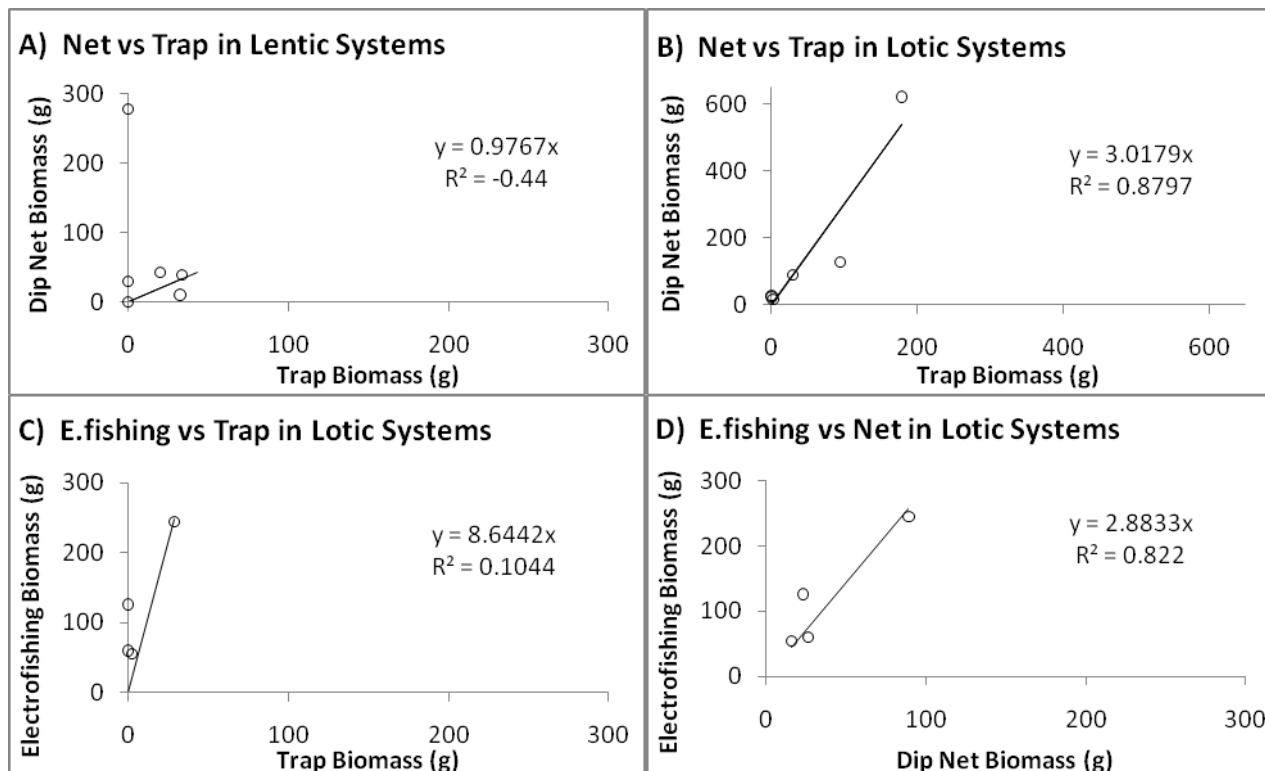 A) Net vs Trap in Lentic Systems
Dip Net Biomass (g)
300
200
100
0
y = 0.9767x
R² = -0.44
0 100 200 300
Trap Biomass (g)
B) Net vs Trap in Lotic Systems
Dip Net Biomass (g)
600
400
200
0
y = 3.0179x
R² = 0.8797
0 200 400 600
Trap Biomass (g)
C) E.fishing vs Trap in Lotic Systems
Electrofishing Biomass (g)
300
200
100
0
y = 8.6442x
R² = 0.1044
0 100 200 300
Trap Biomass (g)
D) E.fishing vs Net in Lotic Systems
Electrofishing Biomass (g)
300
200
100
0
y = 2.8833x
R² = 0.822
0 100 200 300
Dip Net Biomass (g)